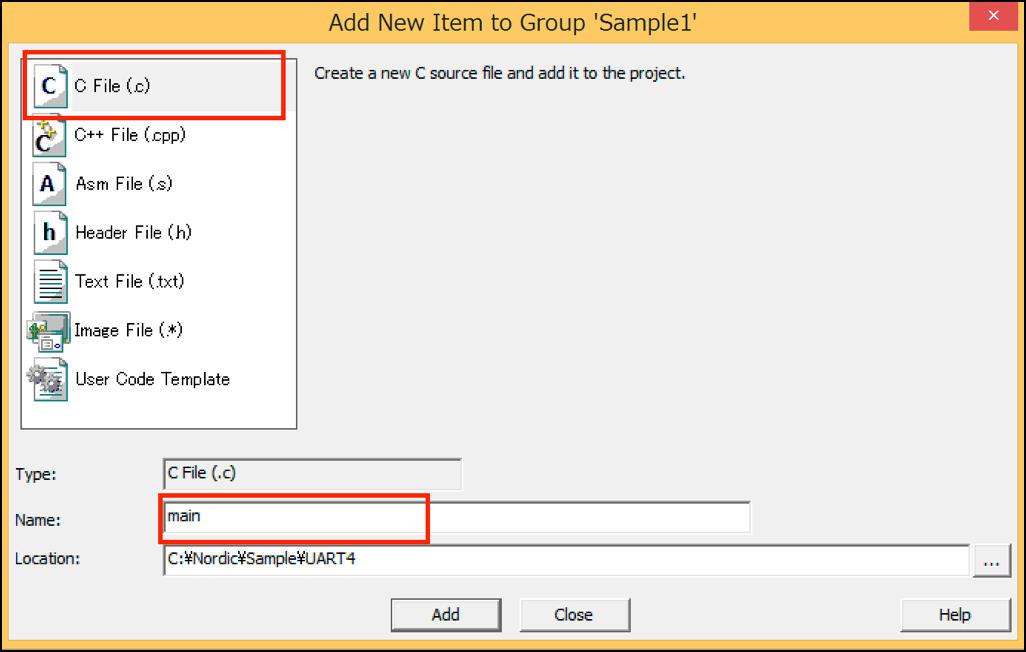 Add New Item to Group 'Sample1'
C File (.c)
Create a new C source file and add it to the project.
C++ File (.cpp)
Asm File (.s)
Header File (.h)
Text File (.txt)
Image File (.*)
User Code Template
Type:
C File (.c)
Name:
main
Location:
C:¥Nordic¥Sample¥UART4
...
Add
Close
Help